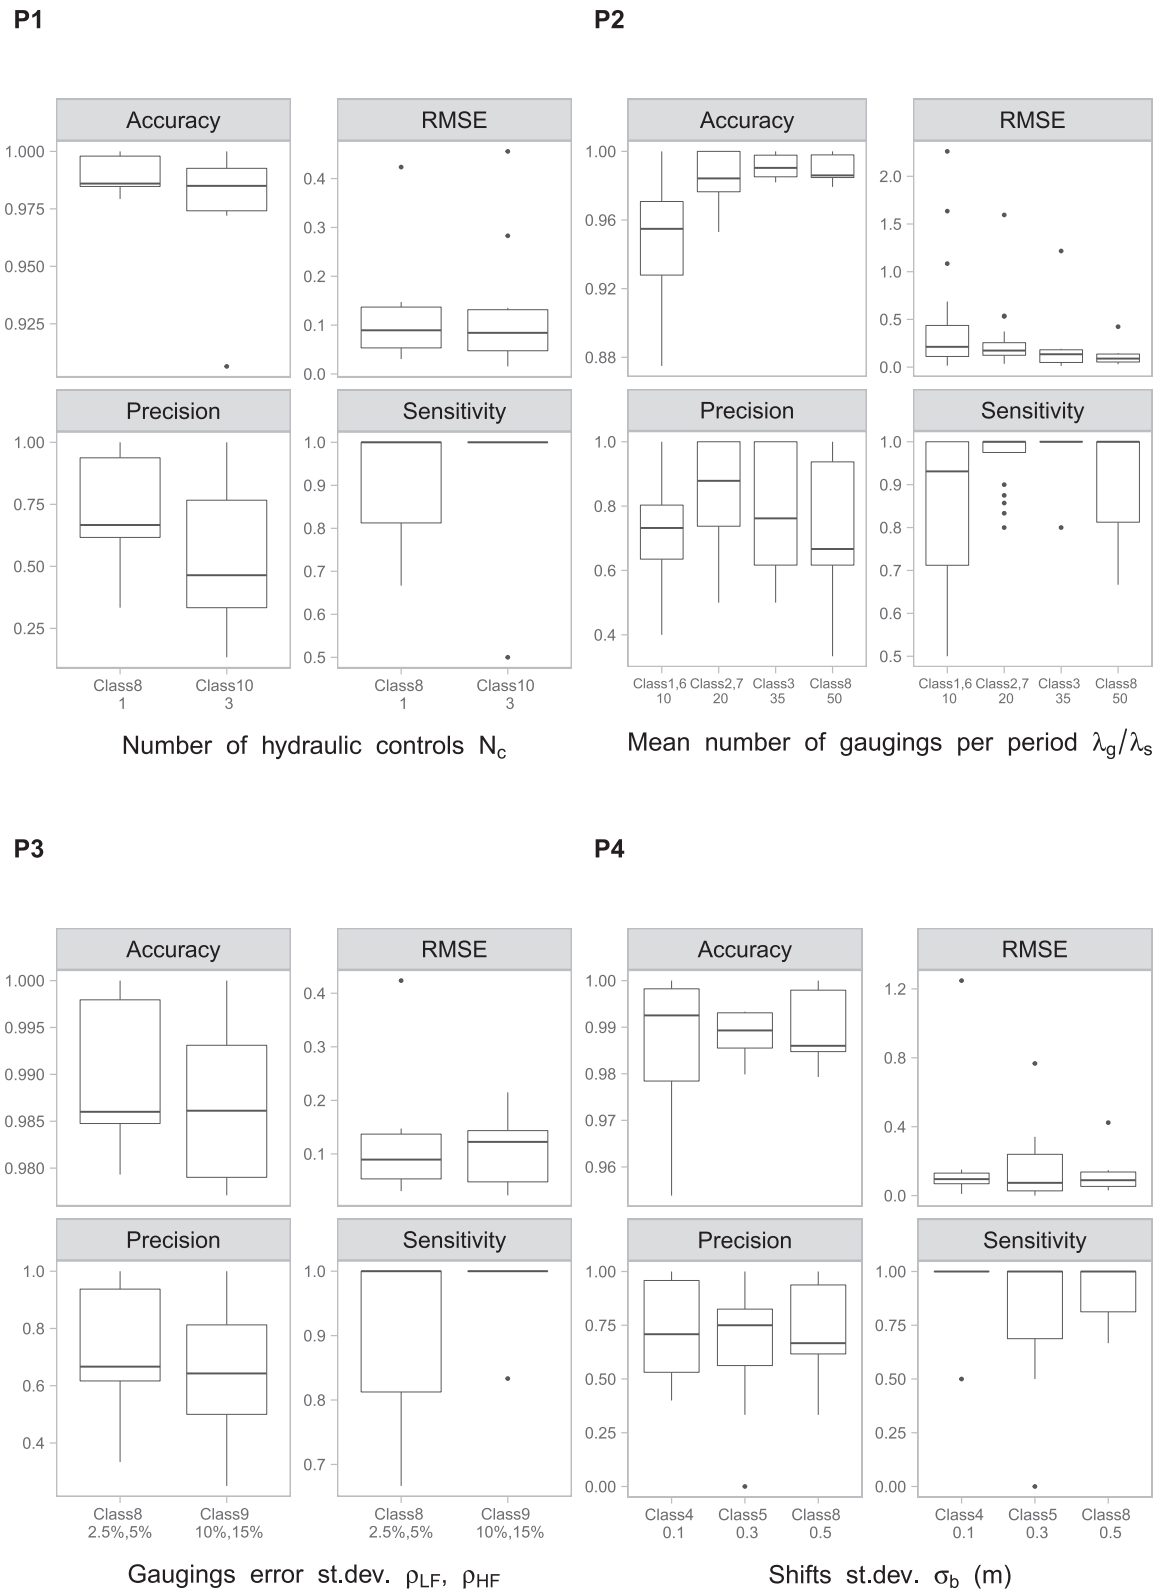 P1
P2
Accuracy
RMSE
1.000
0.975
0.950
0.925
0.4
0.3
0.2
0.1
0.0
Precision
Sensitivity
1.00
0.75
0.50
0.25
1.0
0.9
0.8
0.7
0.6
0.5
Class8
1
Class10
3
Class8
1
Class10
3
Number of hydraulic controls Nc
Accuracy
RMSE
1.00
0.96
0.92
0.88
2.0
1.5
1.0
0.5
0.0
Precision
Sensitivity
1.0
0.8
0.6
0.4
1.0
0.9
0.8
0.7
0.6
0.5
Class1,6 Class2,7 Class3 Class8
10 20 35 50
Class1,6 Class2,7 Class3 Class8
10 20 35 50
Mean number of gaugings per period λg/λs
P3
P4
Accuracy
RMSE
1.000
0.995
0.990
0.985
0.980
0.4
0.3
0.2
0.1
Precision
Sensitivity
1.0
0.8
0.6
0.4
1.0
0.9
0.8
0.7
Class8
2.5%,5%
Class9
10%,15%
Class8
2.5%,5%
Class9
10%,15%
Gaugings error st.dev. ρLF, ρHF
Accuracy
RMSE
1.00
0.99
0.98
0.97
0.96
1.2
0.8
0.4
0.0
Precision
Sensitivity
1.00
0.75
0.50
0.25
0.00
1.00
0.75
0.50
0.25
0.00
Class4 Class5 Class8
0.1 0.3 0.5
Class4 Class5 Class8
0.1 0.3 0.5
Shifts st.dev. σb (m)